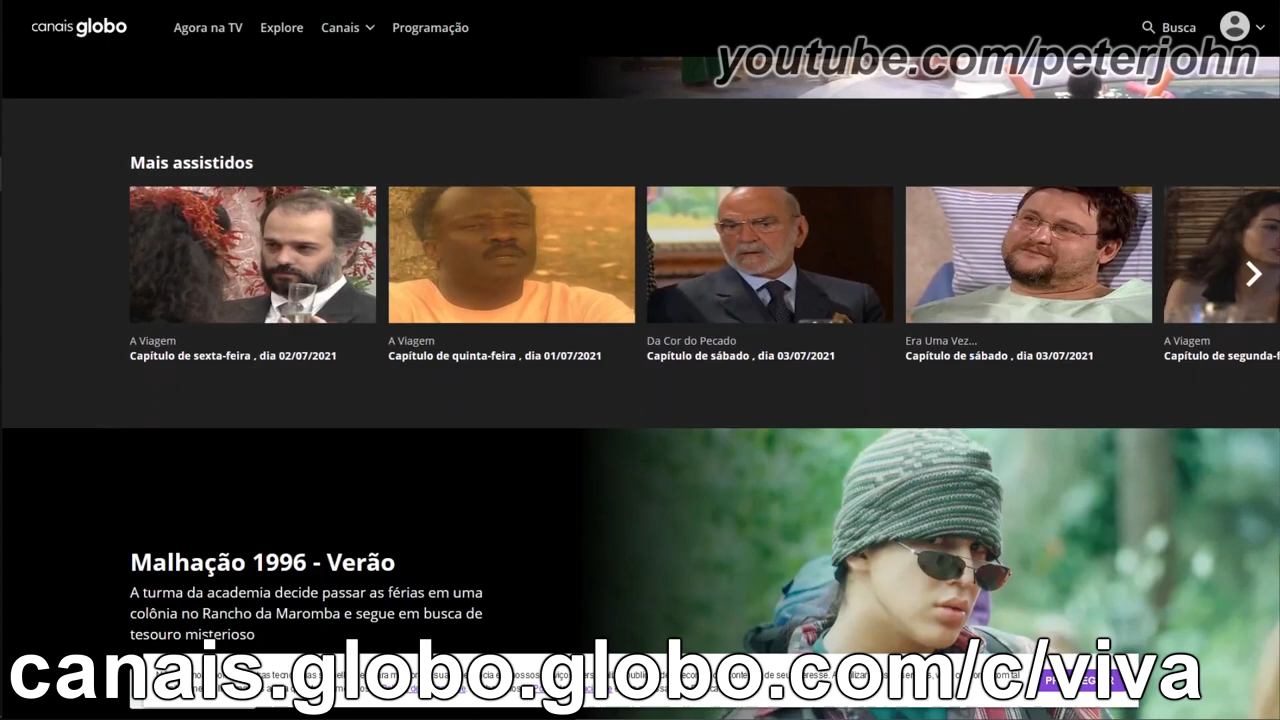 canais globo
Agora na TV Explore Canais Programação
Busca
youtube.com/peterjohn
Mais assistidos
A Viagem
Capítulo de sexta-feira , dia 02/07/2021
A Viagem
Capítulo de quinta-feira , dia 01/07/2021
Da Cor do Pecado
Capítulo de sábado , dia 03/07/2021
Era Uma Vez...
Capítulo de sábado , dia 03/07/2021
A Viagem
Capítulo de segunda-f
Malhação 1996 - Verão
A turma da academia decide passar as férias em uma
colônia no Rancho da Maromba e segue em busca de
tesouro misterioso
canais.globo.globo.com/c/viva